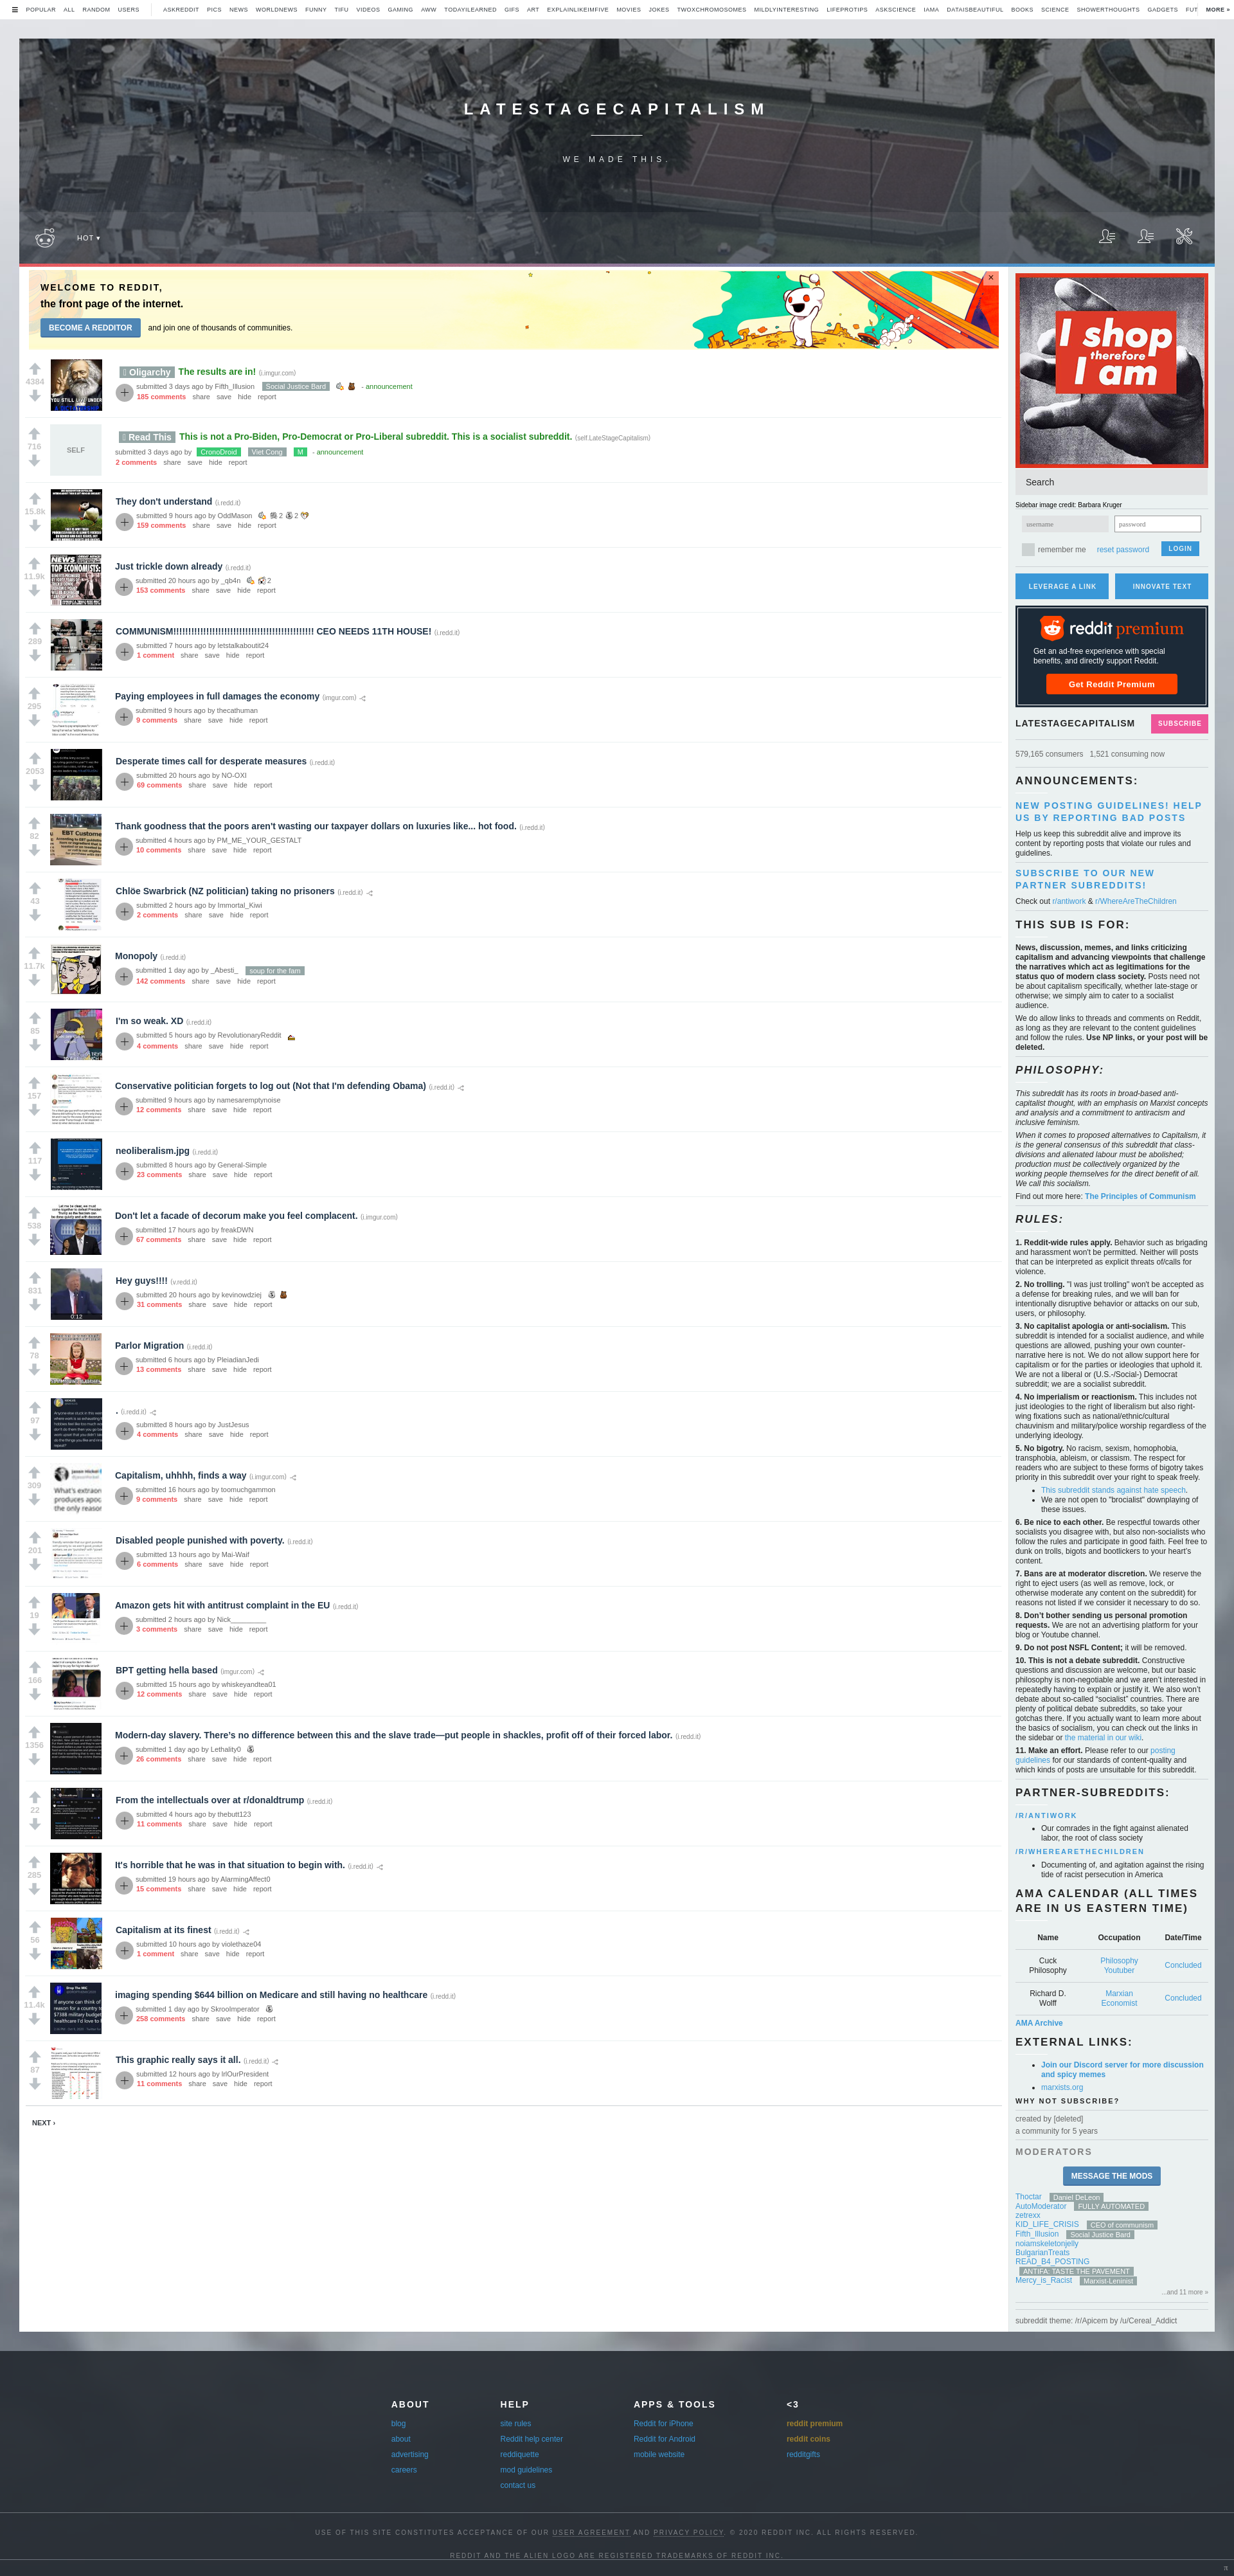 POPULAR ALL RANDOM USERS ASKREDDIT PICS NEWS WORLDNEWS FUNNY TIFU VIDEOS GAMING AWW TODAYILEARNED GIFS ART EXPLAINLIKEIMFIVE MOVIES JOKES TWOXCHROMOSOMES MILDLYINTERESTING LIFEPROTIPS ASKSCIENCE IAMA DATAISBEAUTIFUL BOOKS SCIENCE SHOWERTHOUGHTS GADGETS FUT MORE »
LATESTAGECAPITALISM
WE MADE THIS.
HOT ▾
WELCOME TO REDDIT,
the front page of the internet.
BECOME A REDDITOR and join one of thousands of communities.
4384
Oligarchy The results are in! (i.imgur.com)
submitted 3 days ago by Fifth_Illusion Social Justice Bard - announcement
185 comments share save hide report
716
SELF
Read This This is not a Pro-Biden, Pro-Democrat or Pro-Liberal subreddit. This is a socialist subreddit. (self.LateStageCapitalism)
submitted 3 days ago by CronoDroid Viet Cong M - announcement
2 comments share save hide report
15.8k
They don't understand (i.redd.it)
submitted 9 hours ago by OddMason 2 2
159 comments share save hide report
11.9k
NEWS
TOP ECONOMISTS:
Just trickle down already (i.redd.it)
submitted 20 hours ago by _qb4n 2
153 comments share save hide report
289
COMMUNISM!!!!!!!!!!!!!!!!!!!!!!!!!!!!!!!!!!!!!!!!!!!!!!! CEO NEEDS 11TH HOUSE! (i.redd.it)
submitted 7 hours ago by letstalkaboutit24
1 comment share save hide report
295
Paying employees in full damages the economy (imgur.com)
submitted 9 hours ago by thecathuman
9 comments share save hide report
2053
Desperate times call for desperate measures (i.redd.it)
submitted 20 hours ago by NO-OXI
69 comments share save hide report
82
EBT Custome
Thank goodness that the poors aren't wasting our taxpayer dollars on luxuries like... hot food. (i.redd.it)
submitted 4 hours ago by PM_ME_YOUR_GESTALT
10 comments share save hide report
43
Chlöe Swarbrick (NZ politician) taking no prisoners (i.redd.it)
submitted 2 hours ago by Immortal_Kiwi
2 comments share save hide report
11.7k
Monopoly (i.redd.it)
submitted 1 day ago by _Abesti_ soup for the fam
142 comments share save hide report
85
I'm so weak. XD (i.redd.it)
submitted 5 hours ago by RevolutionaryReddit
4 comments share save hide report
157
Conservative politician forgets to log out (Not that I'm defending Obama) (i.redd.it)
submitted 9 hours ago by namesaremptynoise
12 comments share save hide report
117
neoliberalism.jpg (i.redd.it)
submitted 8 hours ago by General-Simple
23 comments share save hide report
538
Don't let a facade of decorum make you feel complacent. (i.imgur.com)
submitted 17 hours ago by freakDWN
67 comments share save hide report
831
0:12
Hey guys!!!! (v.redd.it)
submitted 20 hours ago by kevinowdziej
31 comments share save hide report
78
Parlor Migration (i.redd.it)
submitted 6 hours ago by PleiadianJedi
13 comments share save hide report
97
. (i.redd.it)
submitted 8 hours ago by JustJesus
4 comments share save hide report
309
Jason Hickel
What's extraor
produces apoc
the only reason
Capitalism, uhhhh, finds a way (i.imgur.com)
submitted 16 hours ago by toomuchgammon
9 comments share save hide report
201
Disabled people punished with poverty. (i.redd.it)
submitted 13 hours ago by Mai-Waif
6 comments share save hide report
19
Amazon gets hit with antitrust complaint in the EU (i.redd.it)
submitted 2 hours ago by Nick_________
3 comments share save hide report
166
BPT getting hella based (imgur.com)
submitted 15 hours ago by whiskeyandtea01
12 comments share save hide report
1356
Modern-day slavery. There's no difference between this and the slave trade—put people in shackles, profit off of their forced labor. (i.redd.it)
submitted 1 day ago by Lethality0
26 comments share save hide report
22
From the intellectuals over at r/donaldtrump (i.redd.it)
submitted 4 hours ago by thebutt123
11 comments share save hide report
285
It's horrible that he was in that situation to begin with. (i.redd.it)
submitted 19 hours ago by AlarmingAffect0
15 comments share save hide report
56
Capitalism at its finest (i.redd.it)
submitted 10 hours ago by violethaze04
1 comment share save hide report
11.4k
If anyone can think of
reason for a country to
$738B military budget
healthcare I'd love to h
imaging spending $644 billion on Medicare and still having no healthcare (i.redd.it)
submitted 1 day ago by SkrooImperator
258 comments share save hide report
87
This graphic really says it all. (i.redd.it)
submitted 12 hours ago by IrlOurPresident
11 comments share save hide report
NEXT ›
I shop
therefore
I am
Search
Sidebar image credit: Barbara Kruger
username password
remember me reset password LOGIN
LEVERAGE A LINK INNOVATE TEXT
reddit premium
Get an ad-free experience with special
benefits, and directly support Reddit.
Get Reddit Premium
LATESTAGECAPITALISM SUBSCRIBE
579,165 consumers 1,521 consuming now
ANNOUNCEMENTS:
NEW POSTING GUIDELINES! HELP
US BY REPORTING BAD POSTS
Help us keep this subreddit alive and improve its
content by reporting posts that violate our rules and
guidelines.
SUBSCRIBE TO OUR NEW
PARTNER SUBREDDITS!
Check out r/antiwork & r/WhereAreTheChildren
THIS SUB IS FOR:
News, discussion, memes, and links criticizing
capitalism and advancing viewpoints that challenge
the narratives which act as legitimations for the
status quo of modern class society. Posts need not
be about capitalism specifically, whether late-stage or
otherwise; we simply aim to cater to a socialist
audience.
We do allow links to threads and comments on Reddit,
as long as they are relevant to the content guidelines
and follow the rules. Use NP links, or your post will be
deleted.
PHILOSOPHY:
This subreddit has its roots in broad-based anti-
capitalist thought, with an emphasis on Marxist concepts
and analysis and a commitment to antiracism and
inclusive feminism.
When it comes to proposed alternatives to Capitalism, it
is the general consensus of this subreddit that class-
divisions and alienated labour must be abolished;
production must be collectively organized by the
working people themselves for the direct benefit of all.
We call this socialism.
Find out more here: The Principles of Communism
RULES:
1. Reddit-wide rules apply. Behavior such as brigading
and harassment won't be permitted. Neither will posts
that can be interpreted as explicit threats of/calls for
violence.
2. No trolling. "I was just trolling" won't be accepted as
a defense for breaking rules, and we will ban for
intentionally disruptive behavior or attacks on our sub,
users, or philosophy.
3. No capitalist apologia or anti-socialism. This
subreddit is intended for a socialist audience, and while
questions are allowed, pushing your own counter-
narrative here is not. We do not allow support here for
capitalism or for the parties or ideologies that uphold it.
We are not a liberal or (U.S.-/Social-) Democrat
subreddit; we are a socialist subreddit.
4. No imperialism or reactionism. This includes not
just ideologies to the right of liberalism but also right-
wing fixations such as national/ethnic/cultural
chauvinism and military/police worship regardless of the
underlying ideology.
5. No bigotry. No racism, sexism, homophobia,
transphobia, ableism, or classism. The respect for
readers who are subject to these forms of bigotry takes
priority in this subreddit over your right to speak freely.
This subreddit stands against hate speech.
We are not open to "brocialist" downplaying of
these issues.
6. Be nice to each other. Be respectful towards other
socialists you disagree with, but also non-socialists who
follow the rules and participate in good faith. Feel free to
dunk on trolls, bigots and bootlickers to your heart's
content.
7. Bans are at moderator discretion. We reserve the
right to eject users (as well as remove, lock, or
otherwise moderate any content on the subreddit) for
reasons not listed if we consider it necessary to do so.
8. Don't bother sending us personal promotion
requests. We are not an advertising platform for your
blog or Youtube channel.
9. Do not post NSFL Content; it will be removed.
10. This is not a debate subreddit. Constructive
questions and discussion are welcome, but our basic
philosophy is non-negotiable and we aren't interested in
repeatedly having to explain or justify it. We also won't
debate about so-called “socialist” countries. There are
plenty of political debate subreddits, so take your
gotchas there. If you actually want to learn more about
the basics of socialism, you can check out the links in
the sidebar or the material in our wiki.
11. Make an effort. Please refer to our posting
guidelines for our standards of content-quality and
which kinds of posts are unsuitable for this subreddit.
PARTNER-SUBREDDITS:
/R/ANTIWORK
Our comrades in the fight against alienated
labor, the root of class society
/R/WHEREARETHECHILDREN
Documenting of, and agitation against the rising
tide of racist persecution in America
AMA CALENDAR (ALL TIMES
ARE IN US EASTERN TIME)
Name Occupation Date/Time
Cuck Philosophy Philosophy Youtuber Concluded
Richard D. Wolff Marxian Economist Concluded
AMA Archive
EXTERNAL LINKS:
Join our Discord server for more discussion
and spicy memes
marxists.org
WHY NOT SUBSCRIBE?
created by [deleted]
a community for 5 years
MODERATORS
MESSAGE THE MODS
Thoctar Daniel DeLeon
AutoModerator FULLY AUTOMATED
zetrexx
KID_LIFE_CRISIS CEO of communism
Fifth_Illusion Social Justice Bard
noiamskeletonjelly
BulgarianTreats
READ_B4_POSTING
ANTIFA: TASTE THE PAVEMENT
Mercy_is_Racist Marxist-Leninist
...and 11 more »
subreddit theme: /r/Apicem by /u/Cereal_Addict
ABOUT
blog
about
advertising
careers
HELP
site rules
Reddit help center
reddiquette
mod guidelines
contact us
APPS & TOOLS
Reddit for iPhone
Reddit for Android
mobile website
<3
reddit premium
reddit coins
redditgifts
USE OF THIS SITE CONSTITUTES ACCEPTANCE OF OUR USER AGREEMENT AND PRIVACY POLICY. © 2020 REDDIT INC. ALL RIGHTS RESERVED.
REDDIT AND THE ALIEN LOGO ARE REGISTERED TRADEMARKS OF REDDIT INC.
π